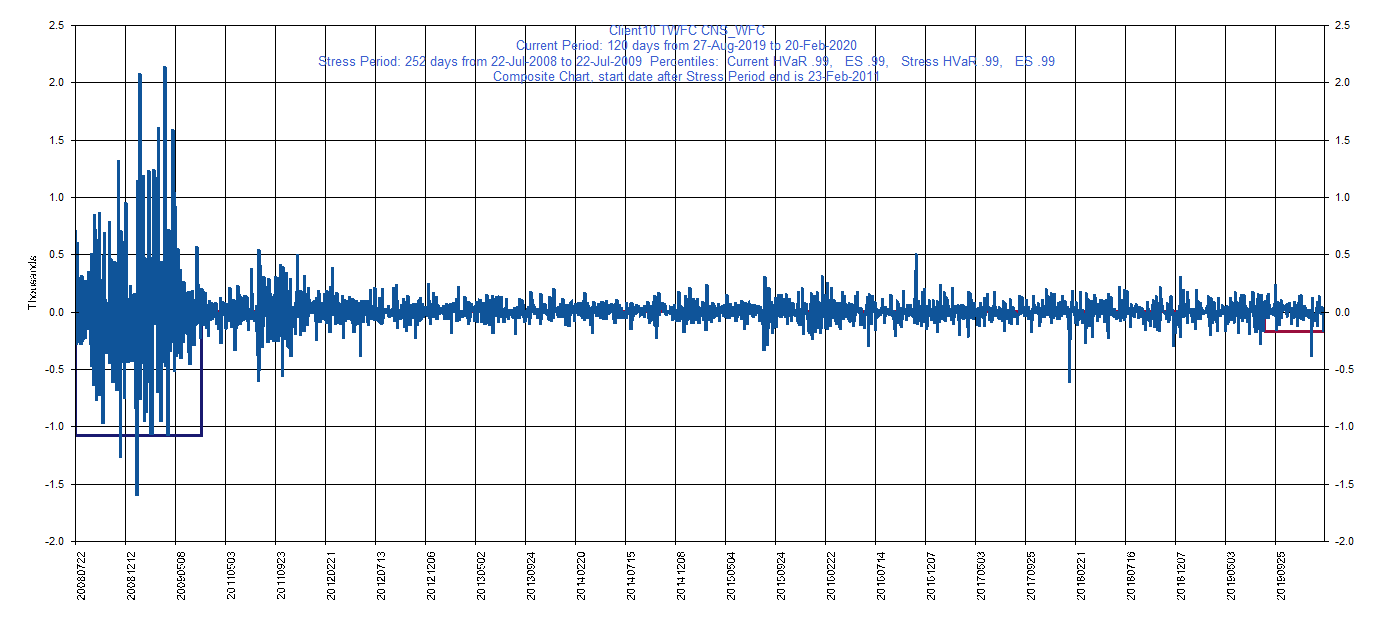 Client10 TWFC CNS_WFC
Current Period: 120 days from 27-Aug-2019 to 20-Feb-2020
Stress Period: 252 days from 22-Jul-2008 to 22-Jul-2009 Percentiles: Current HVaR .99, ES .99, Stress HVaR .99, ES .99
Composite Chart, start date after Stress Period end is 23-Feb-2011
2.5 2.5
2.0 2.0
1.5 1.5
1.0 1.0
0.5 0.5
Thousands
0.0 0.0
-0.5 -0.5
-1.0 -1.0
-1.5 -1.5
-2.0 -2.0
20080722 20081212 20090508 20110503 20110923 20120221 20120713 20121206 20130502 20130924 20140220 20140715 20141208 20150504 20150924 20160222 20160714 20161207 20170503 20170925 20180221 20180716 20181207 20190503 20190925